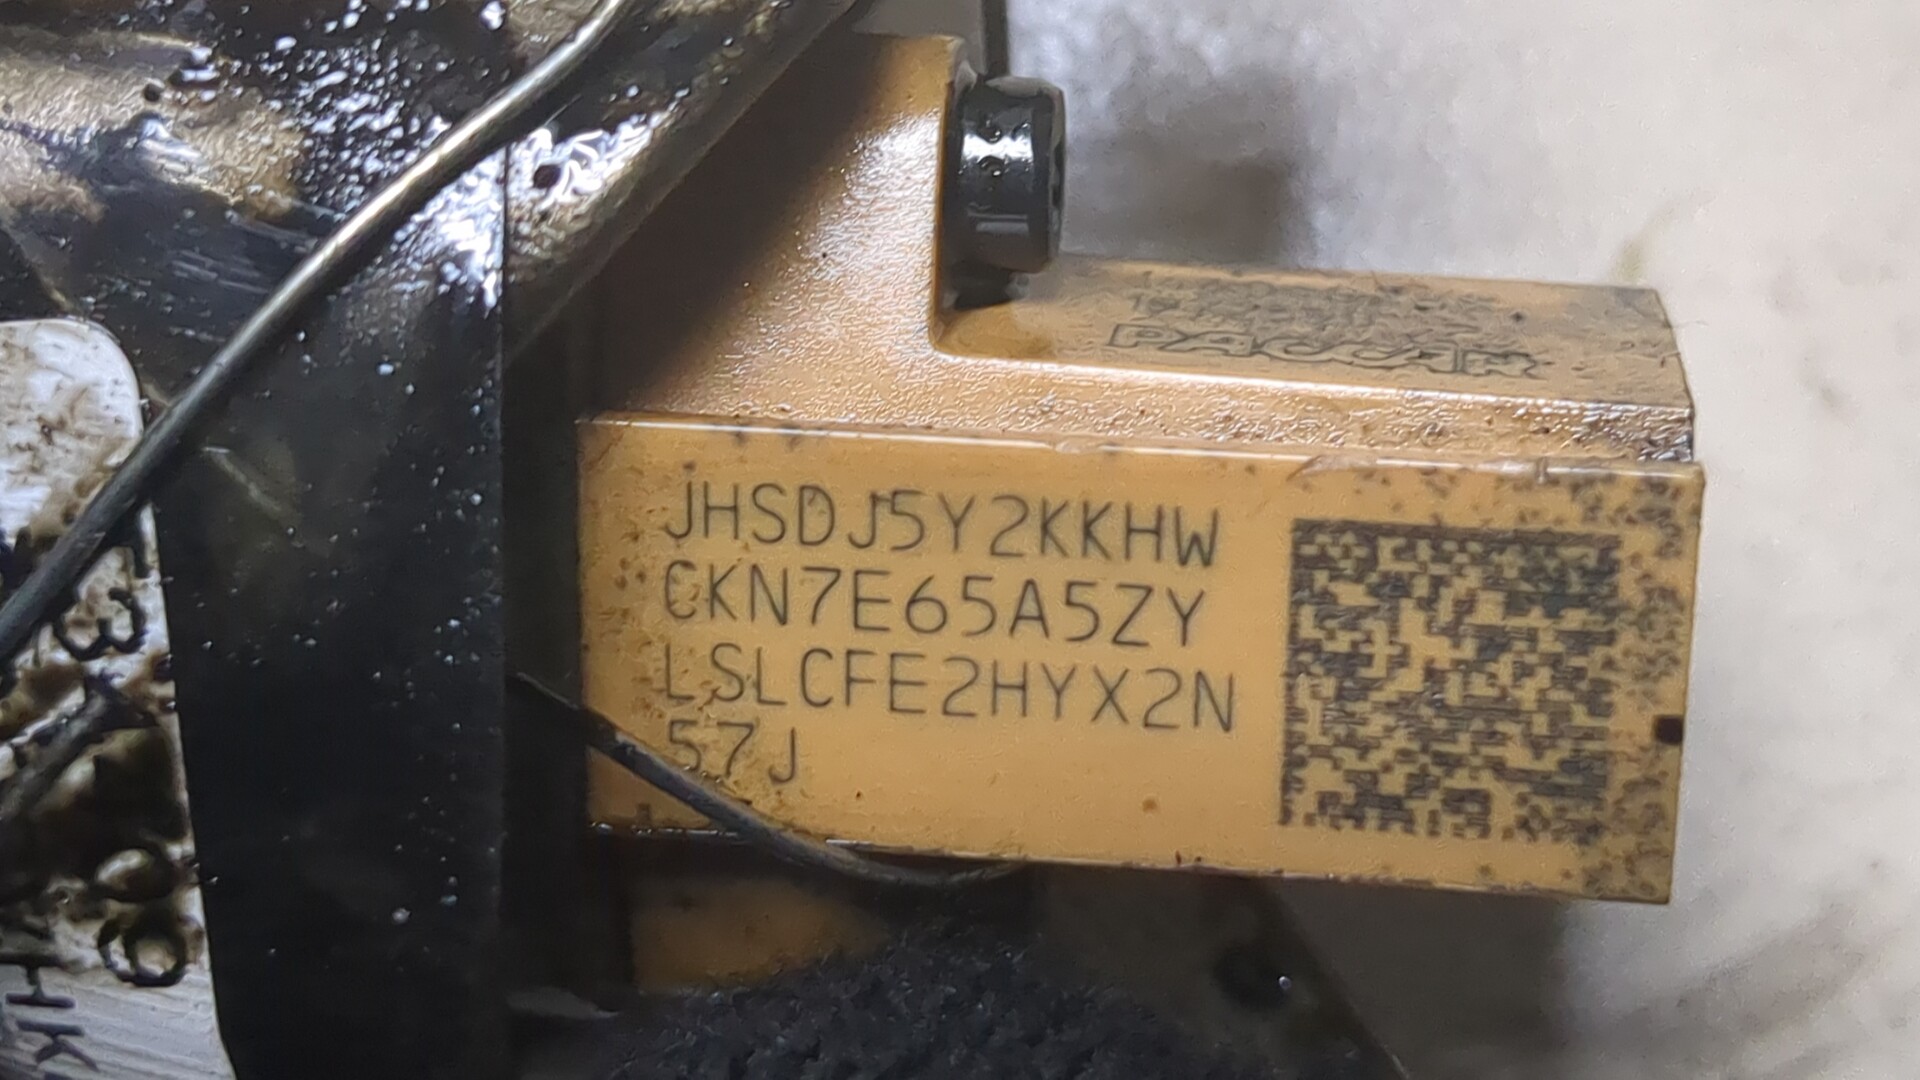 PACCAR
JHSDJ5Y2KKHW
CKN7E65A5ZY
LSLCFE2HYX2N
57J